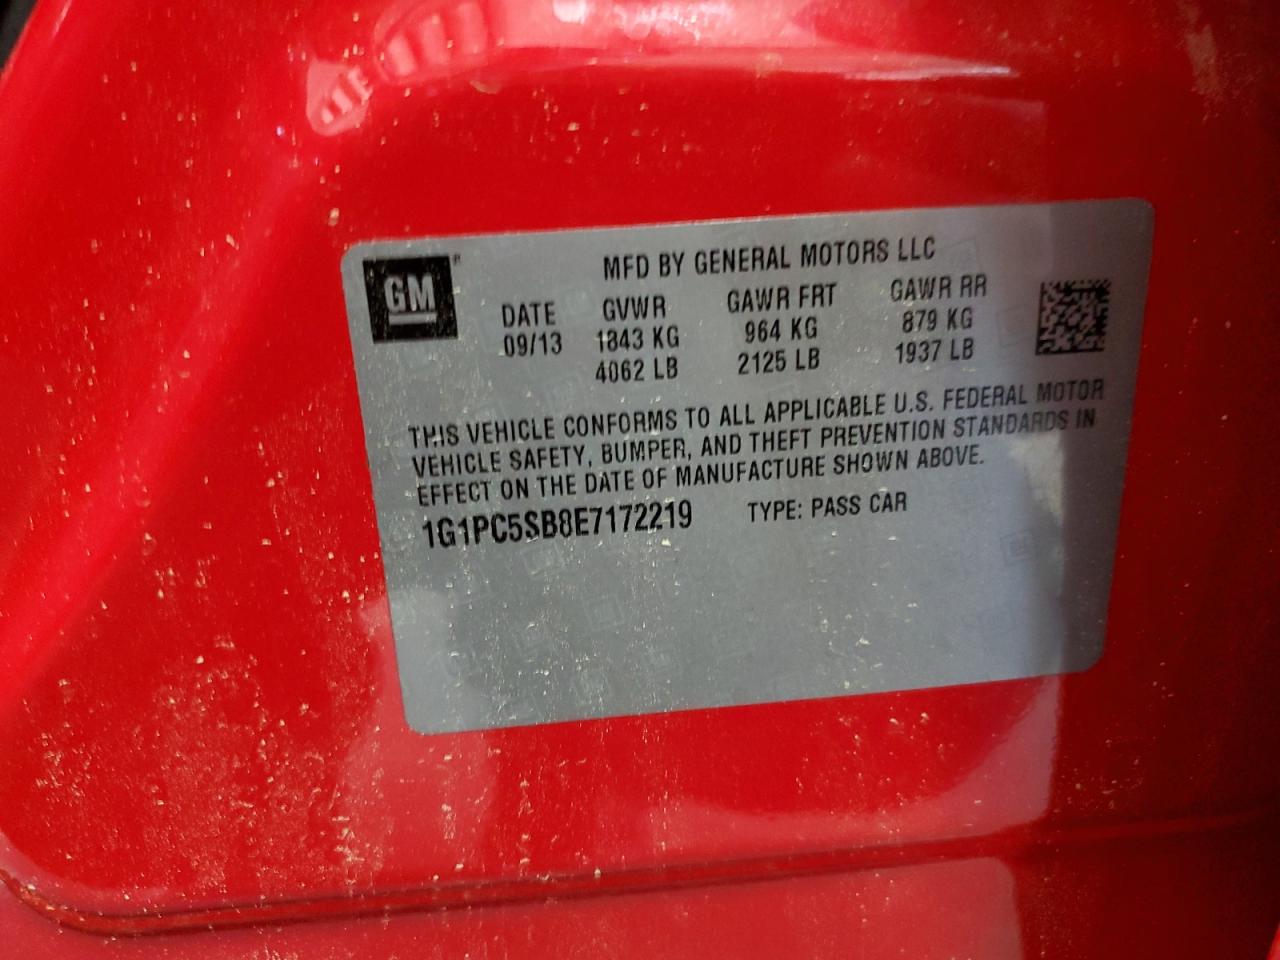 GM
MFD BY GENERAL MOTORS LLC
DATE GVWR GAWR FRT GAWR RR
09/13 1843 KG 964 KG 879 KG
4062 LB 2125 LB 1937 LB
THIS VEHICLE CONFORMS TO ALL APPLICABLE U.S. FEDERAL MOTOR
VEHICLE SAFETY, BUMPER, AND THEFT PREVENTION STANDARDS IN
EFFECT ON THE DATE OF MANUFACTURE SHOWN ABOVE.
1G1PC5SB8E7172219 TYPE: PASS CAR